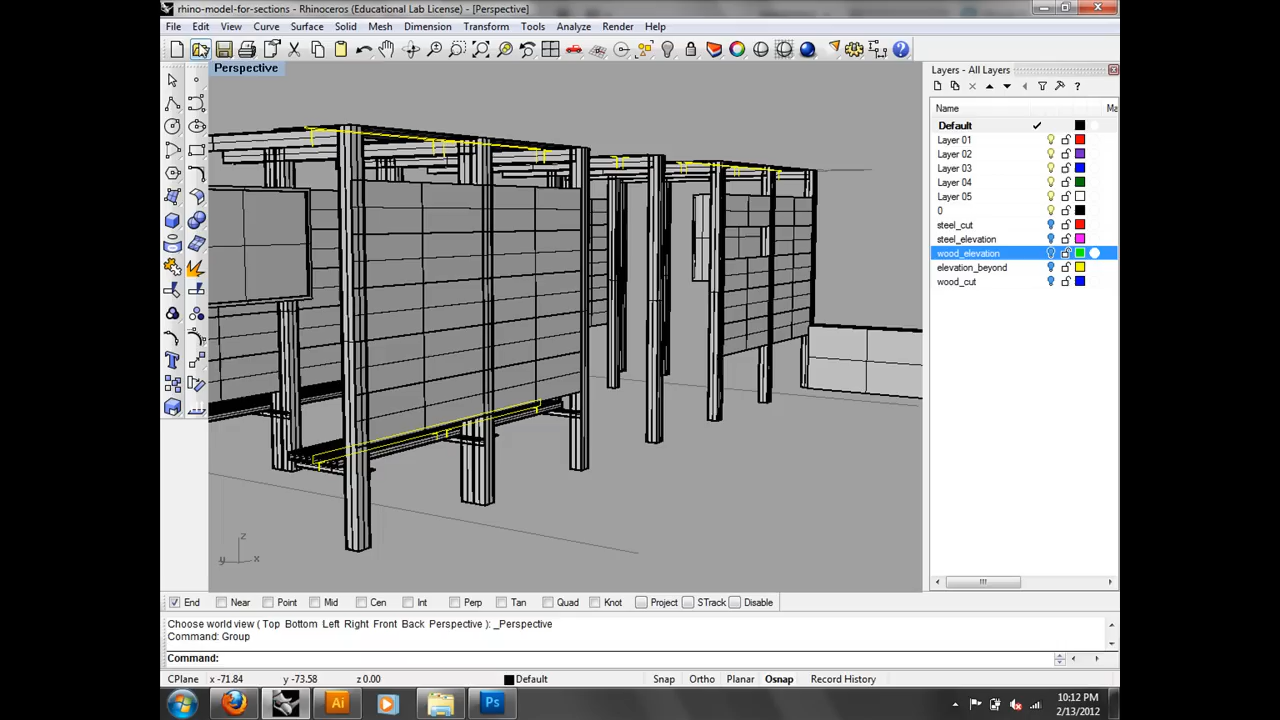 rhino-model-for-sections - Rhinoceros (Educational Lab License) - [Perspective]
File Edit View Curve Surface Solid Mesh Dimension Transform Tools Analyze Render Help
Perspective
Layers - All Layers
Name Ma
Default
Layer 01
Layer 02
Layer 03
Layer 04
Layer 05
0
steel_cut
steel_elevation
wood_elevation
elevation_beyond
wood_cut
z
y x
End Near Point Mid Cen Int Perp Tan Quad Knot Project STrack Disable
Choose world view ( Top Bottom Left Right Front Back Perspective ): _Perspective
Command: Group
Command:
CPlane x -71.84 y -73.58 z 0.00 Default Snap Ortho Planar Osnap Record History
Ai Ps
10:12 PM
2/13/2012